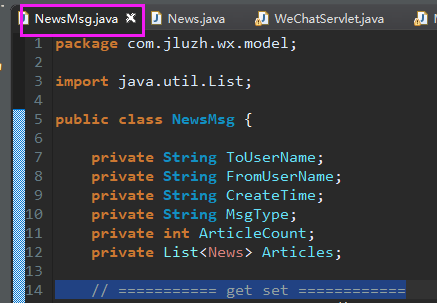 NewsMsg.java News.java WeChatServlet.java
1 package com.jluzh.wx.model;
2
3 import java.util.List;
4
5 public class NewsMsg {
6
7 private String ToUserName;
8 private String FromUserName;
9 private String CreateTime;
10 private String MsgType;
11 private int ArticleCount;
12 private List<News> Articles;
13
14 // =========== get set ============